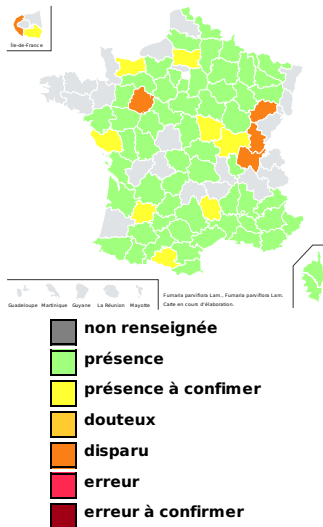 Île-de-France
Guadeloupe Martinique Guyane La Réunion Mayotte
Fumaria parviflora Lam., Fumaria parviflora Lam.
Carte en cours d'élaboration.
non renseignée
présence
présence à confimer
douteux
disparu
erreur
erreur à confirmer